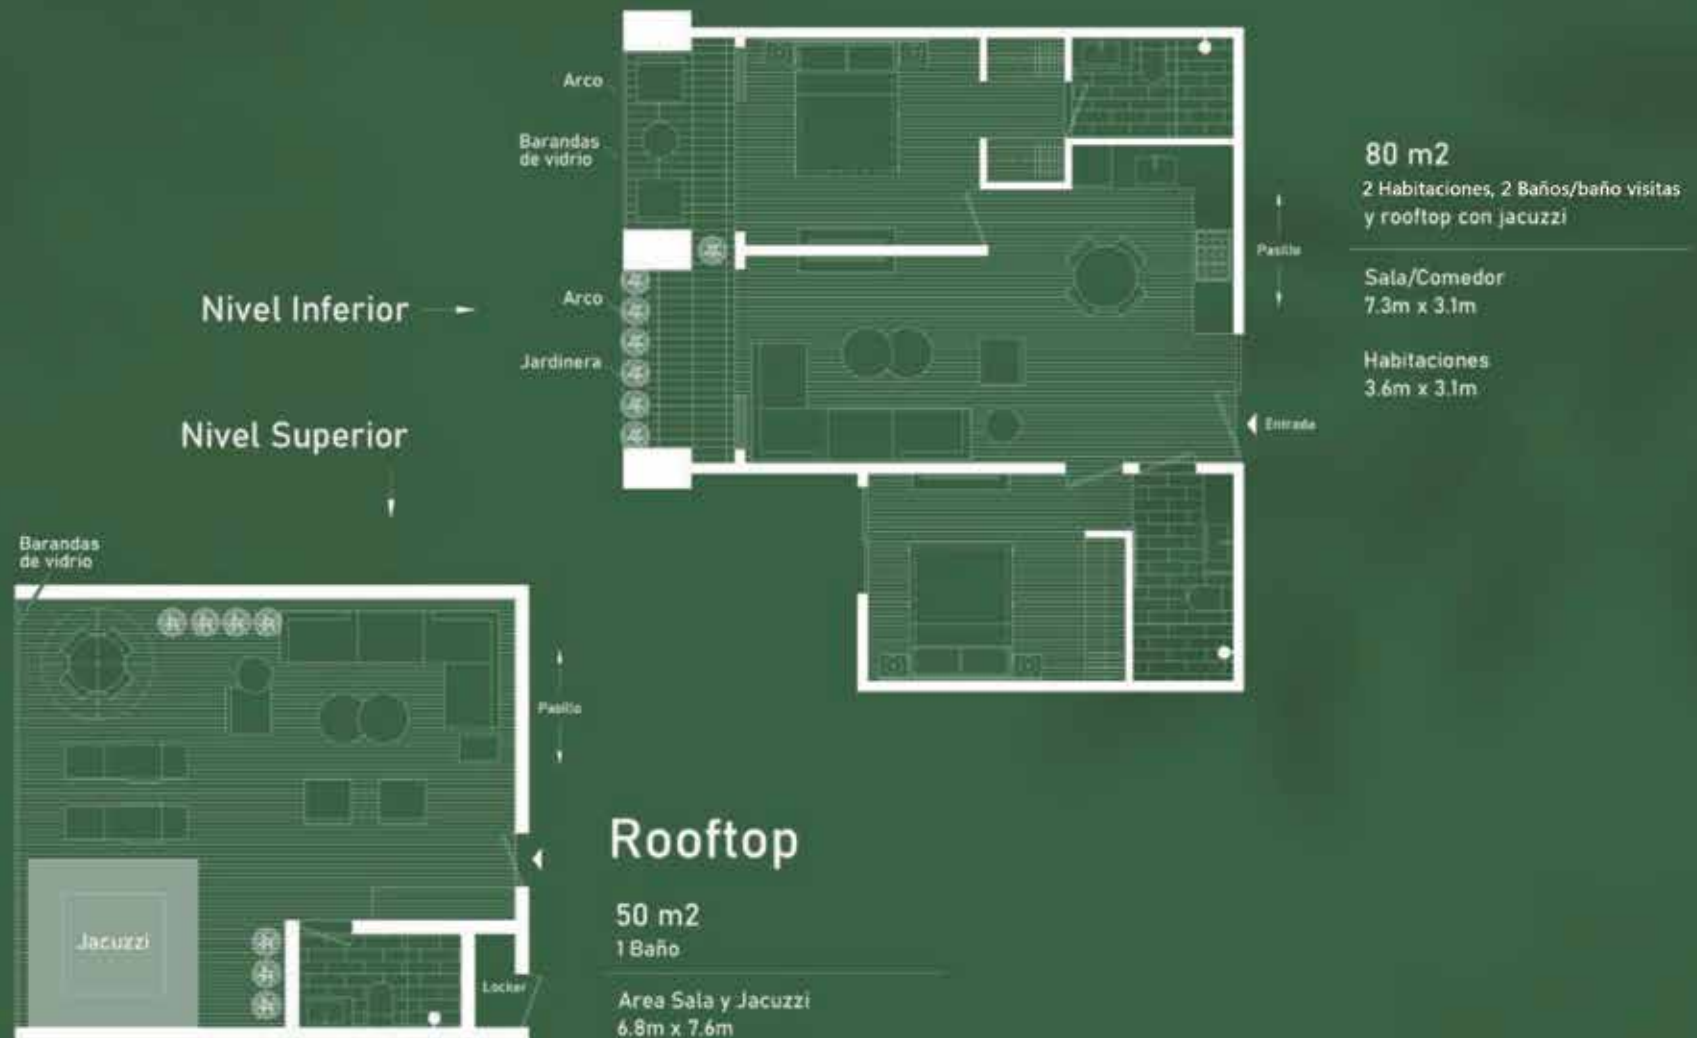 Arco
Barandas
de vidrio
Arco
Jardinera
Nivel Inferior
Nivel Superior
Pasillo
Entrada
80 m2
2 Habitaciones, 2 Baños/baño visitas
y rooftop con jacuzzi
Sala/Comedor
7.3m x 3.1m
Habitaciones
3.6m x 3.1m
Barandas
de vidrio
Pasillo
Jacuzzi
Locker
Rooftop
50 m2
1 Baño
Area Sala y Jacuzzi
6.8m x 7.6m